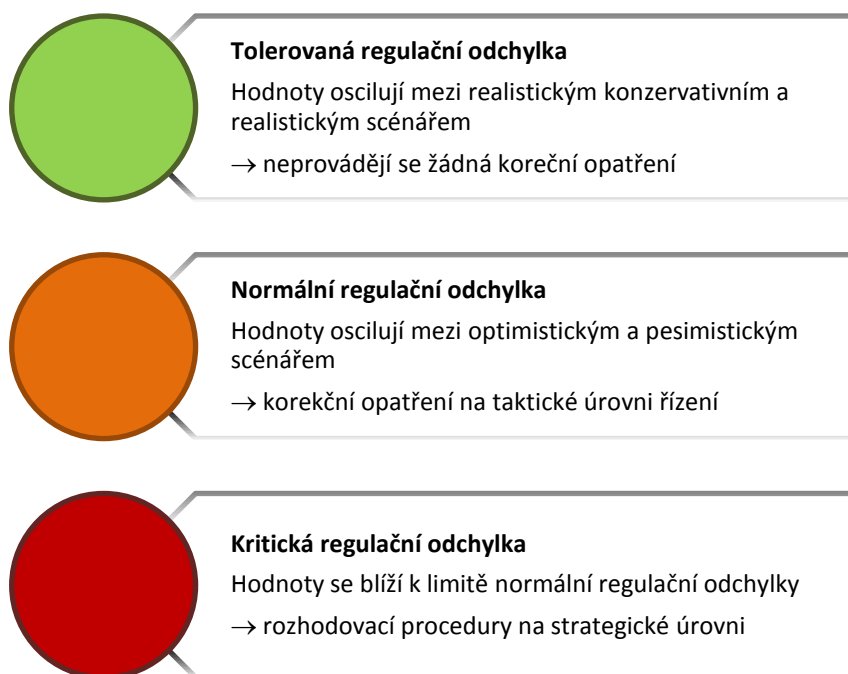 Tolerovaná regulační odchylka
Hodnoty oscilují mezi realistickým konzervativním a
realistickým scénářem
→ neprovádějí se žádná koreční opatření
Normální regulační odchylka
Hodnoty oscilují mezi optimistickým a pesimistickým
scénářem
→ korekční opatření na taktické úrovni řízení
Kritická regulační odchylka
Hodnoty se blíží k limitě normální regulační odchylky
→ rozhodovací procedury na strategické úrovni